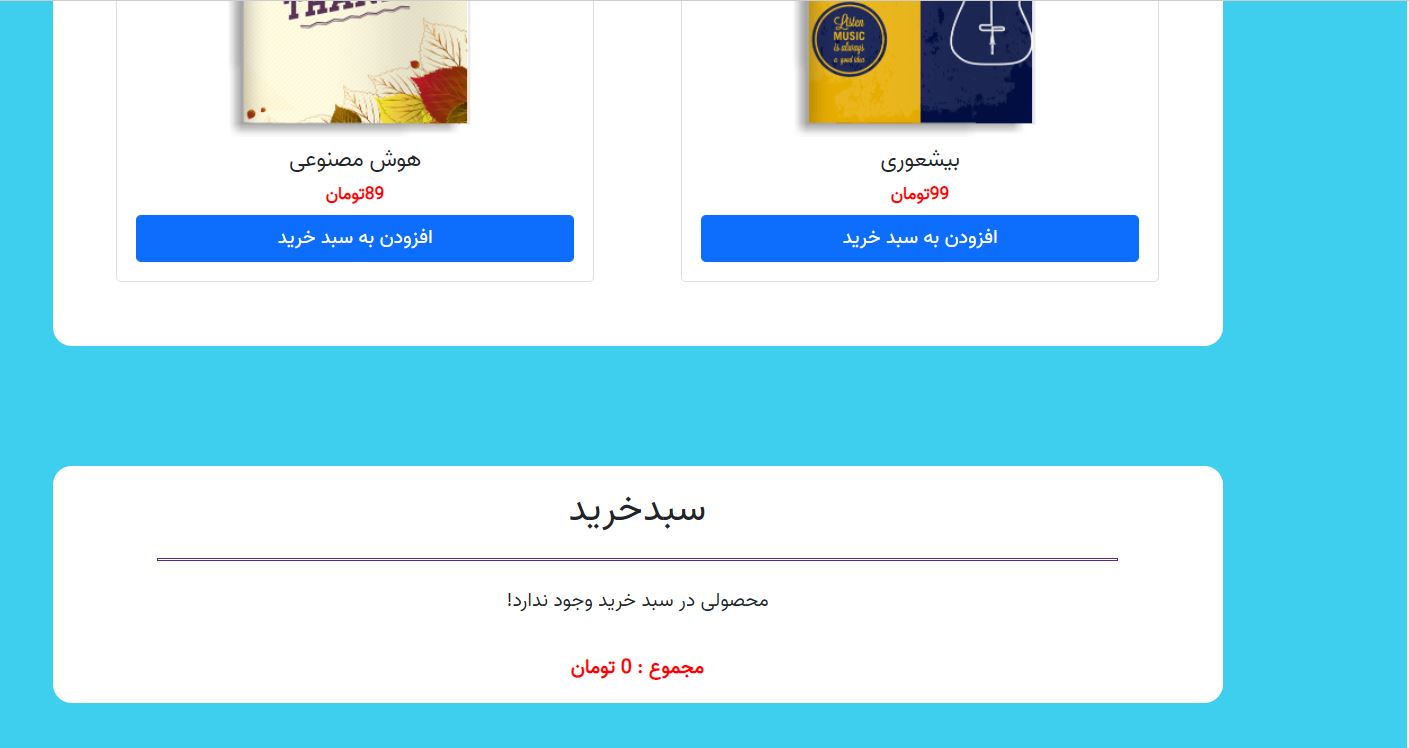 Listen
MUSIC
is always
a good idea
بیشعوری
99تومان
افزودن به سبد خرید
هوش مصنوعی
89تومان
افزودن به سبد خرید
سبدخرید
محصولی در سبد خرید وجود ندارد!
مجموع : 0 تومان